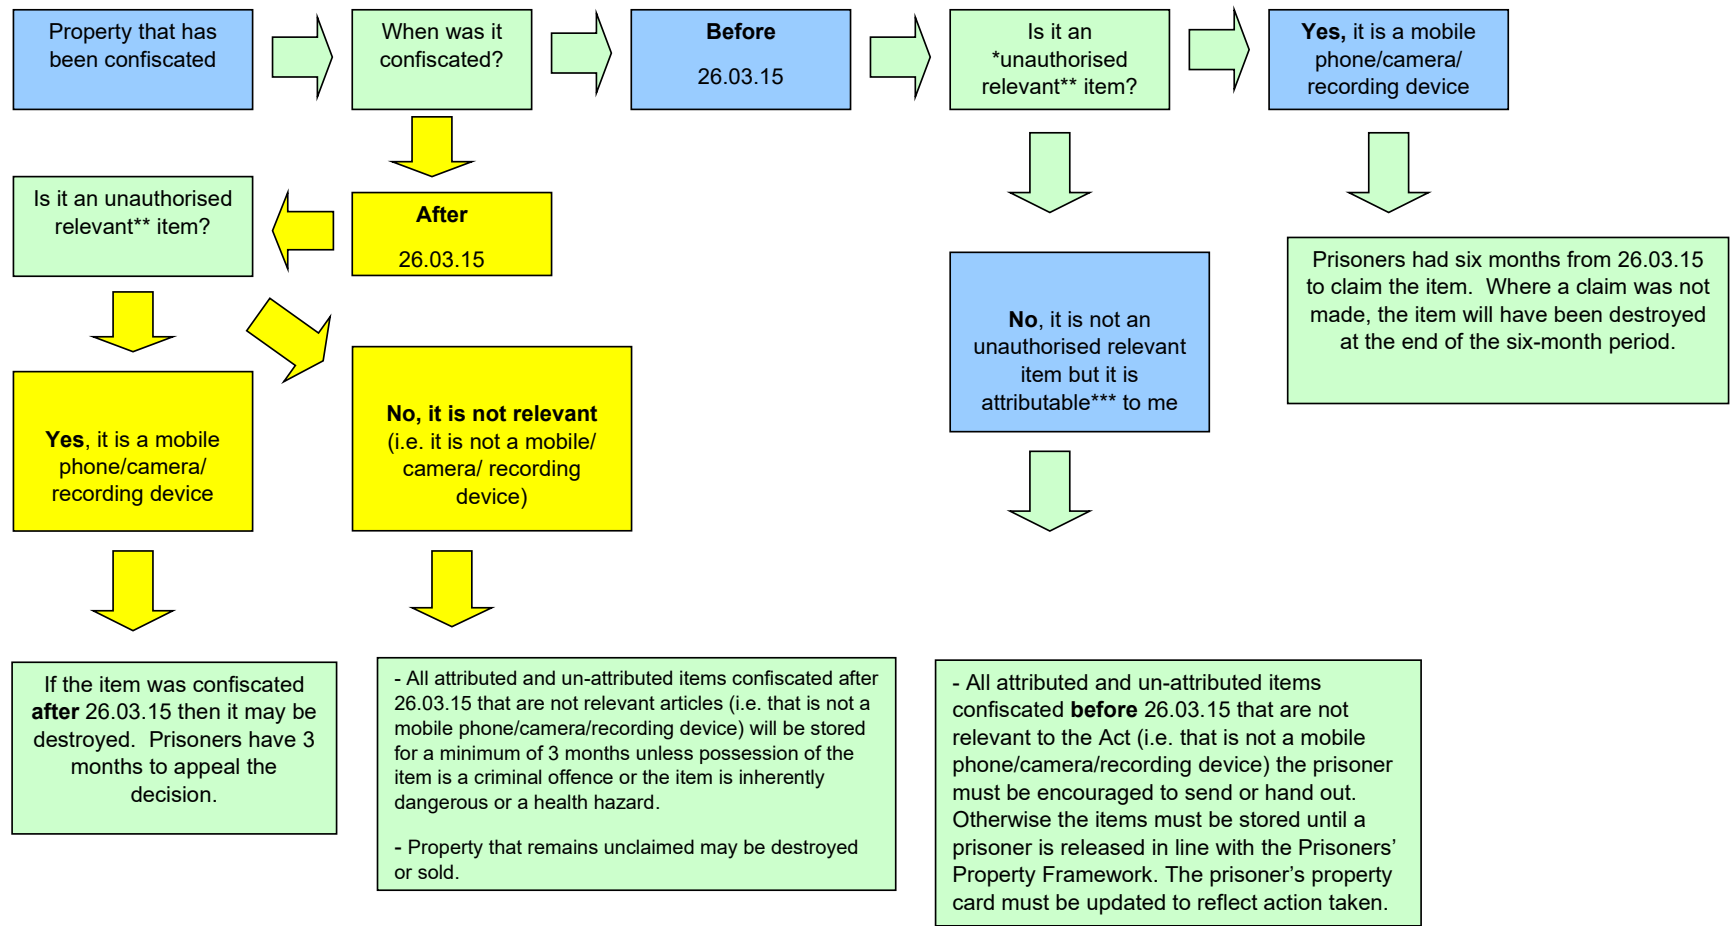 Property that has
been confiscated
When was it
confiscated?
Before
26.03.15
Is it an
*unauthorised
relevant** item?
Yes, it is a mobile
phone/camera/
recording device
Is it an unauthorised
relevant** item?
After
26.03.15
No, it is not an
unauthorised relevant
item but it is
attributable*** to me
Prisoners had six months from 26.03.15
to claim the item.  Where a claim was not
made, the item will have been destroyed
at the end of the six-month period.
Yes, it is a mobile
phone/camera/
recording device
No, it is not relevant
(i.e. it is not a mobile/
camera/ recording
device)
If the item was confiscated
after 26.03.15 then it may be
destroyed.  Prisoners have 3
months to appeal the
decision.
- All attributed and un-attributed items confiscated after
26.03.15 that are not relevant articles (i.e. that is not a
mobile phone/camera/recording device) will be stored
for a minimum of 3 months unless possession of the
item is a criminal offence or the item is inherently
dangerous or a health hazard.
- Property that remains unclaimed may be destroyed
or sold.
- All attributed and un-attributed items
confiscated before 26.03.15 that are not
relevant to the Act (i.e. that is not a mobile
phone/camera/recording device) the prisoner
must be encouraged to send or hand out.
Otherwise the items must be stored until a
prisoner is released in line with the Prisoners'
Property Framework. The prisoner's property
card must be updated to reflect action taken.